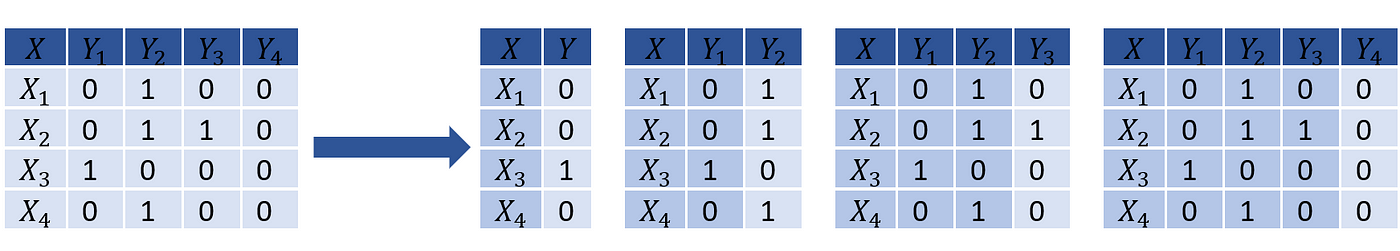 X Y₁ Y₂ Y₃ Y₄
X₁ 0 1 0 0
X₂ 0 1 1 0
X₃ 1 0 0 0
X₄ 0 1 0 0
X Y
X₁ 0
X₂ 0
X₃ 1
X₄ 0
X Y₁ Y₂
X₁ 0 1
X₂ 0 1
X₃ 1 0
X₄ 0 1
X Y₁ Y₂ Y₃
X₁ 0 1 0
X₂ 0 1 1
X₃ 1 0 0
X₄ 0 1 0
X Y₁ Y₂ Y₃ Y₄
X₁ 0 1 0 0
X₂ 0 1 1 0
X₃ 1 0 0 0
X₄ 0 1 0 0